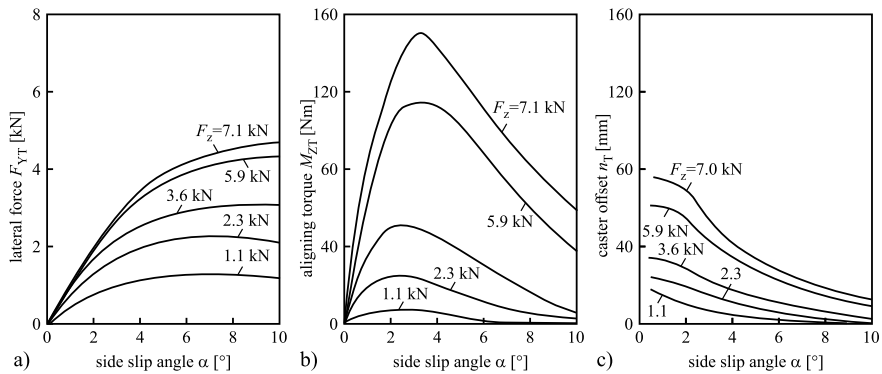 8
6
4
2
0
0 2 4 6 8 10
lateral force F_YT [kN]
F_z=7.1 kN
5.9 kN
3.6 kN
2.3 kN
1.1 kN
a) side slip angle α [°]
160
120
60
40
0
0 2 4 6 8 10
aligning torque M_ZT [Nm]
F_z=7.1 kN
5.9 kN
2.3 kN
1.1 kN
b) side slip angle α [°]
160
120
60
40
0
0 2 4 6 8 10
caster offset n_T [mm]
F_z=7.0 kN
5.9 kN
3.6 kN
2.3
1.1
c) side slip angle α [°]